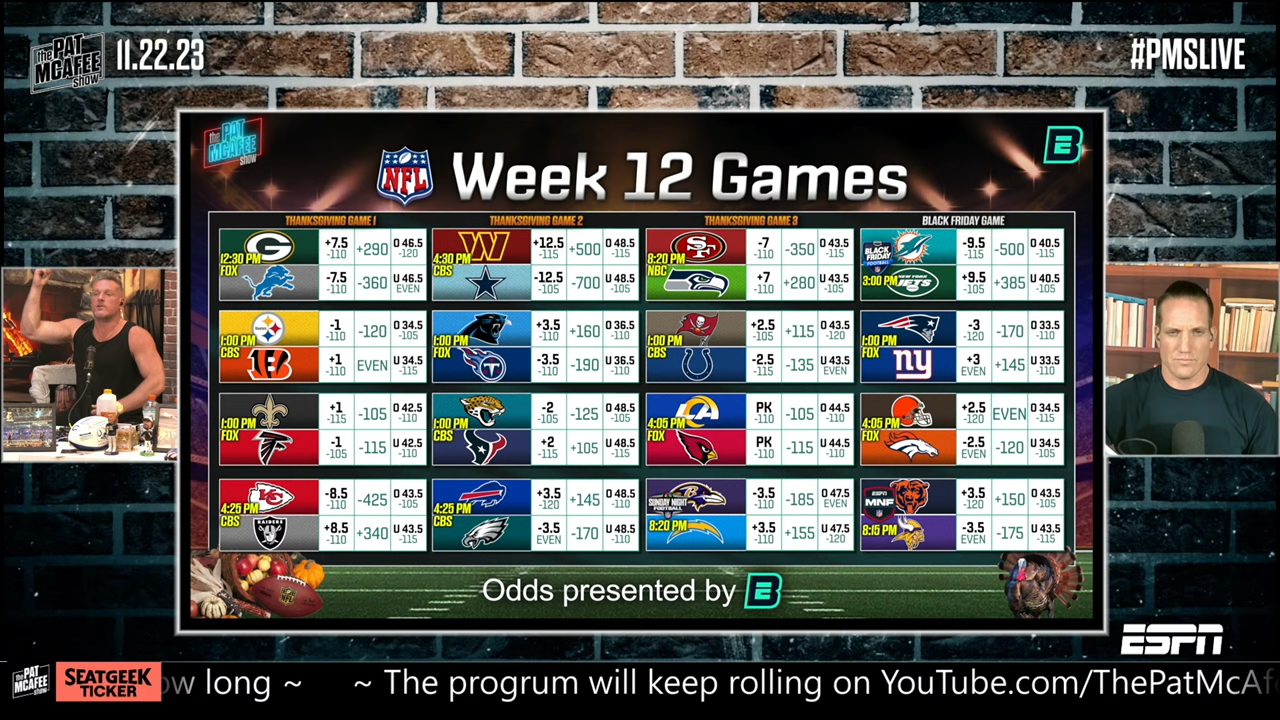 the PAT MCAFEE show
11.22.23
#PMSLIVE
the PAT MCAFEE show
NFL
Week 12 Games
THANKSGIVING GAME 1
THANKSGIVING GAME 2
THANKSGIVING GAME 3
BLACK FRIDAY GAME
G +7.5 -110 +290 O 46.5 -120
12:30 PM FOX
-7.5 -110 -360 U 46.5 EVEN
W +12.5 -115 +500 O 48.5 -115
4:30 PM CBS
-12.5 -105 -700 U 48.5 -105
SF -7 -110 -350 O 43.5 -115
8:20 PM NBC
+7 -110 +280 U 43.5 -105
BLACK FRIDAY FOOTBALL -9.5 -115 -500 O 40.5 -115
3:00 PM
NEW YORK JETS +9.5 -105 +385 U 40.5 -105
Steelers -1 -110 -120 O 34.5 -105
1:00 PM CBS
+1 -110 EVEN U 34.5 -115
+3.5 -110 +160 O 36.5 -110
1:00 PM FOX
-3.5 -110 -190 U 36.5 -110
+2.5 -105 +115 O 43.5 -120
1:00 PM CBS
-2.5 -115 -135 U 43.5 EVEN
-3 -120 -170 O 33.5 -110
1:00 PM FOX
ny +3 EVEN +145 U 33.5 -110
+1 -115 -105 O 42.5 -110
1:00 PM FOX
-1 -105 -115 U 42.5 -110
-2 -105 -125 O 48.5 -105
1:00 PM CBS
+2 -115 +105 U 48.5 -115
PK -110 -105 O 44.5 -110
4:05 PM FOX
PK -110 -115 U 44.5 -110
+2.5 -120 EVEN O 34.5 -115
4:05 PM FOX
-2.5 EVEN -120 U 34.5 -105
KC -8.5 -110 -425 O 43.5 -105
4:25 PM CBS
RAIDERS +8.5 -110 +340 U 43.5 -115
+3.5 -120 +145 O 48.5 -110
4:25 PM CBS
-3.5 EVEN -170 U 48.5 -110
SUNDAY NIGHT FOOTBALL -3.5 -110 -185 O 47.5 EVEN
8:20 PM
+3.5 -110 +155 U 47.5 -120
ESPN MNF +3.5 -120 +150 O 43.5 -105
8:15 PM
-3.5 EVEN -175 U 43.5 -115
Odds presented by
ESPN
the PAT MCAFEE show
SEATGEEK TICKER
ow long ~ ~ The progrum will keep rolling on YouTube.com/ThePatMcAf